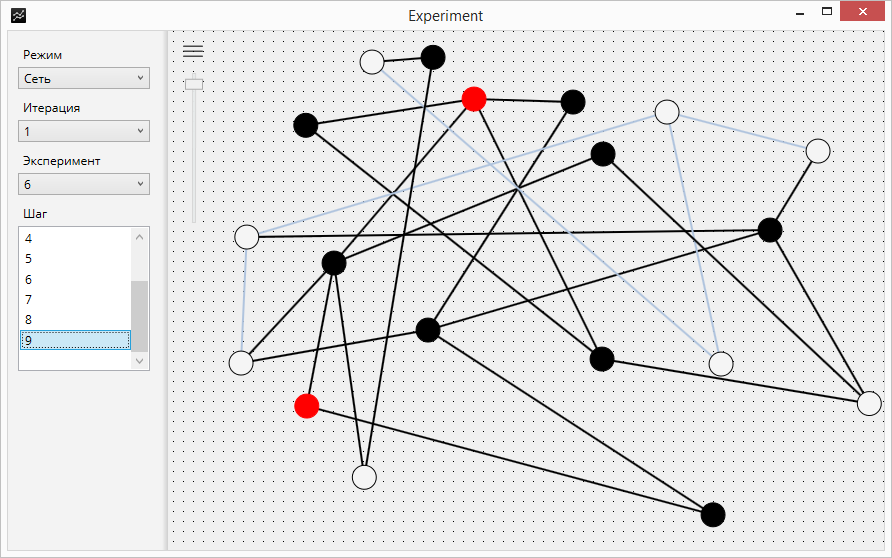 Experiment
Режим
Сеть
Итерация
1
Эксперимент
6
Шаг
4
5
6
7
8
9